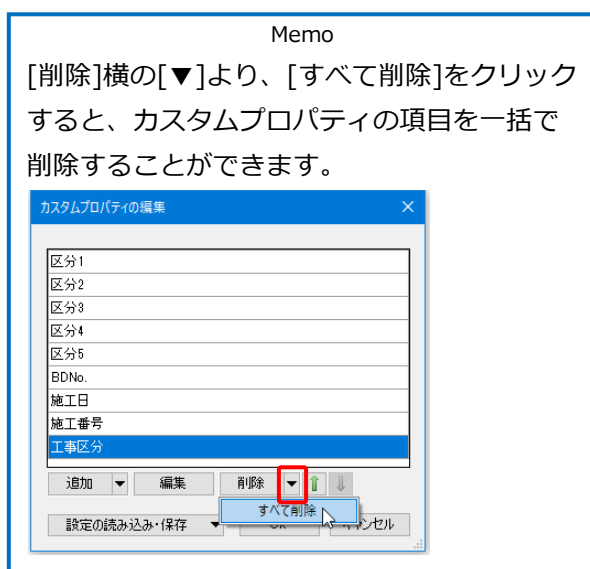 Memo
[削除]横の[▼]より、[すべて削除]をクリック
すると、カスタムプロパティの項目を一括で
削除することができます。
カスタムプロパティの編集
区分1
区分2
区分3
区分4
区分5
BDNo.
施工日
施工番号
工事区分
追加 ▼ 編集 削除 ▼ ⇑ ⇓
すべて削除
設定の読み込み・保存 ▼ OK キャンセル